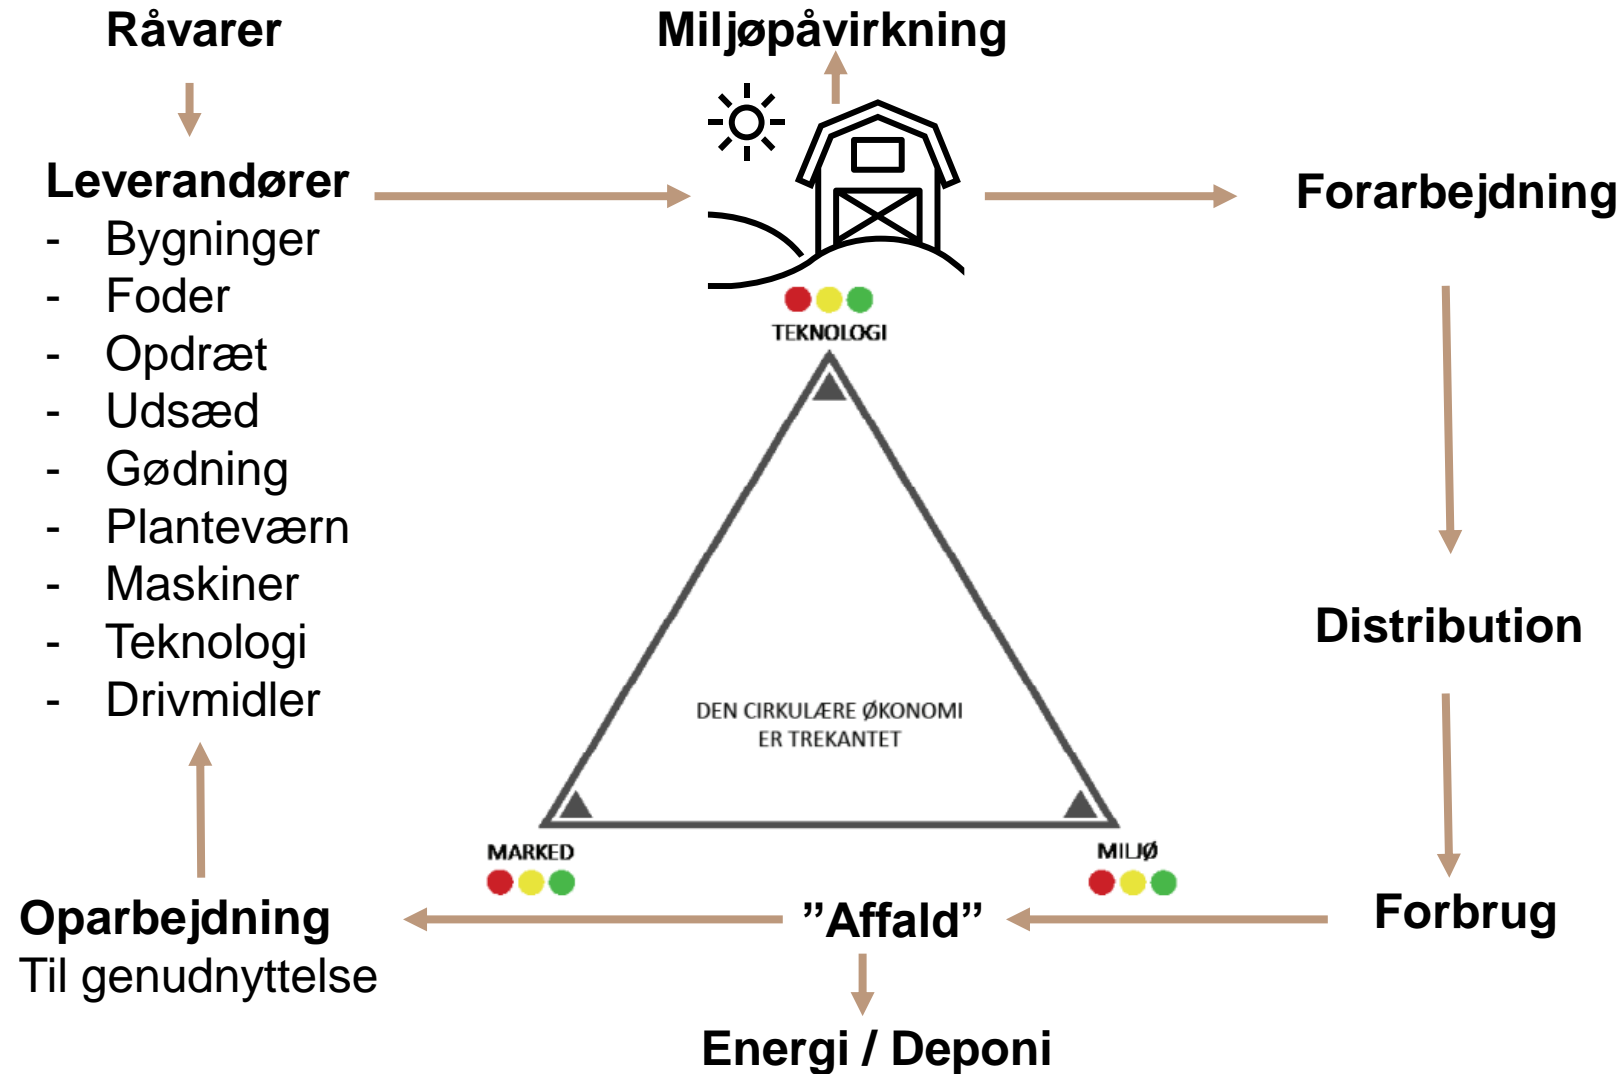 Råvarer
Miljøpåvirkning
Leverandører
- Bygninger
- Foder
- Opdræt
- Udsæd
- Gødning
- Planteværn
- Maskiner
- Teknologi
- Drivmidler
Forarbejdning
TEKNOLOGI
Distribution
DEN CIRKULÆRE ØKONOMI
ER TREKANTET
MARKED
MILJØ
Oparbejdning
Til genudnyttelse
”Affald”
Forbrug
Energi / Deponi